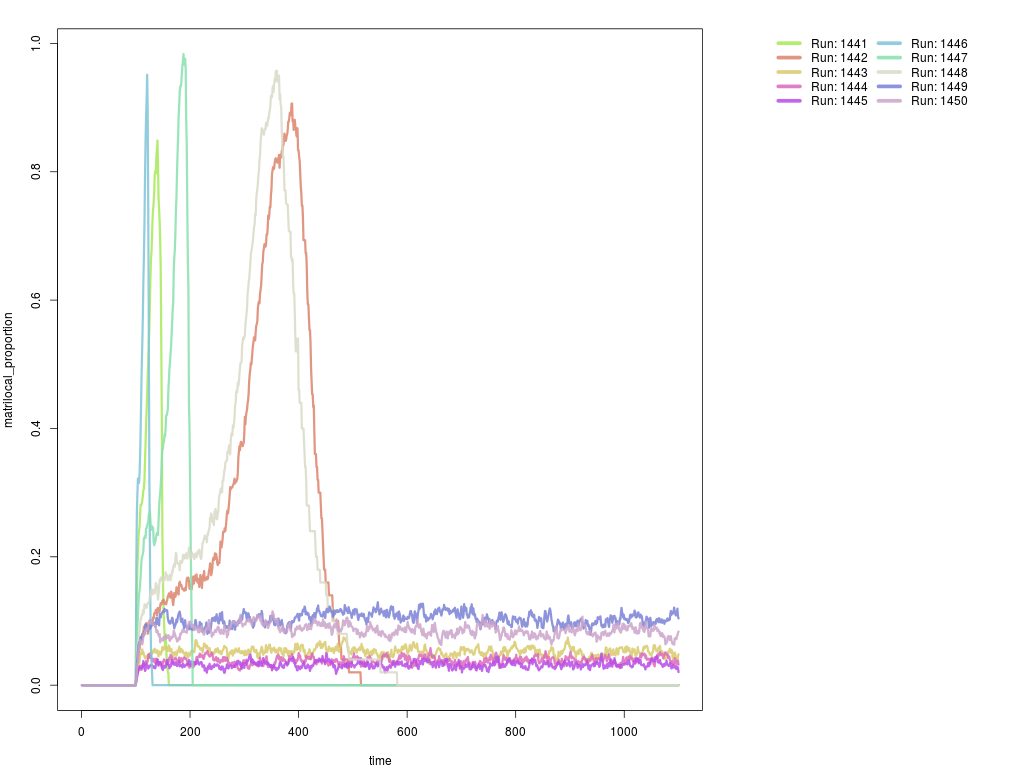 1.0
0.8
0.6
0.4
0.2
0.0
matrilocal_proportion
0 200 400 600 800 1000
time
Run: 1441 Run: 1446
Run: 1442 Run: 1447
Run: 1443 Run: 1448
Run: 1444 Run: 1449
Run: 1445 Run: 1450